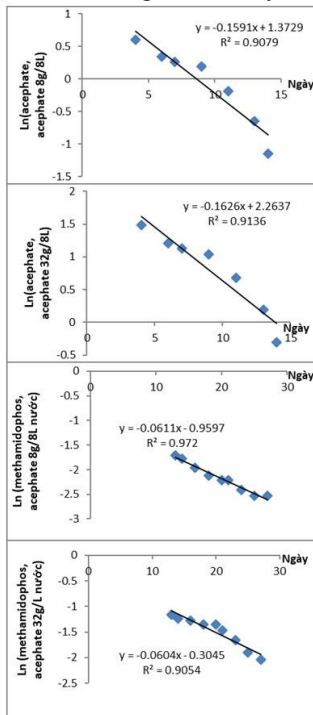 y = -0.1591x + 1.3729
R² = 0.9079
Ln(acephate,
acephate 8g/8L)
1
0.5
0
-0.5
-1
-1.5
0
5
10
15
Ngày
y = -0.1626x + 2.2637
R² = 0.9136
Ln(acephate,
acephate 32g/8L)
2
1.5
1
0.5
0
-0.5
0
5
10
15
Ngày
y = -0.0611x - 0.9597
R² = 0.972
Ln (methamidophos,
acephate 8g/8L nước)
0
-0.5
-1
-1.5
-2
-2.5
-3
0
10
20
30
Ngày
y = -0.0604x - 0.3045
R² = 0.9054
Ln (methamidophos,
acephate 32g/L nước)
0
-0.5
-1
-1.5
-2
-2.5
0
10
20
30
Ngày